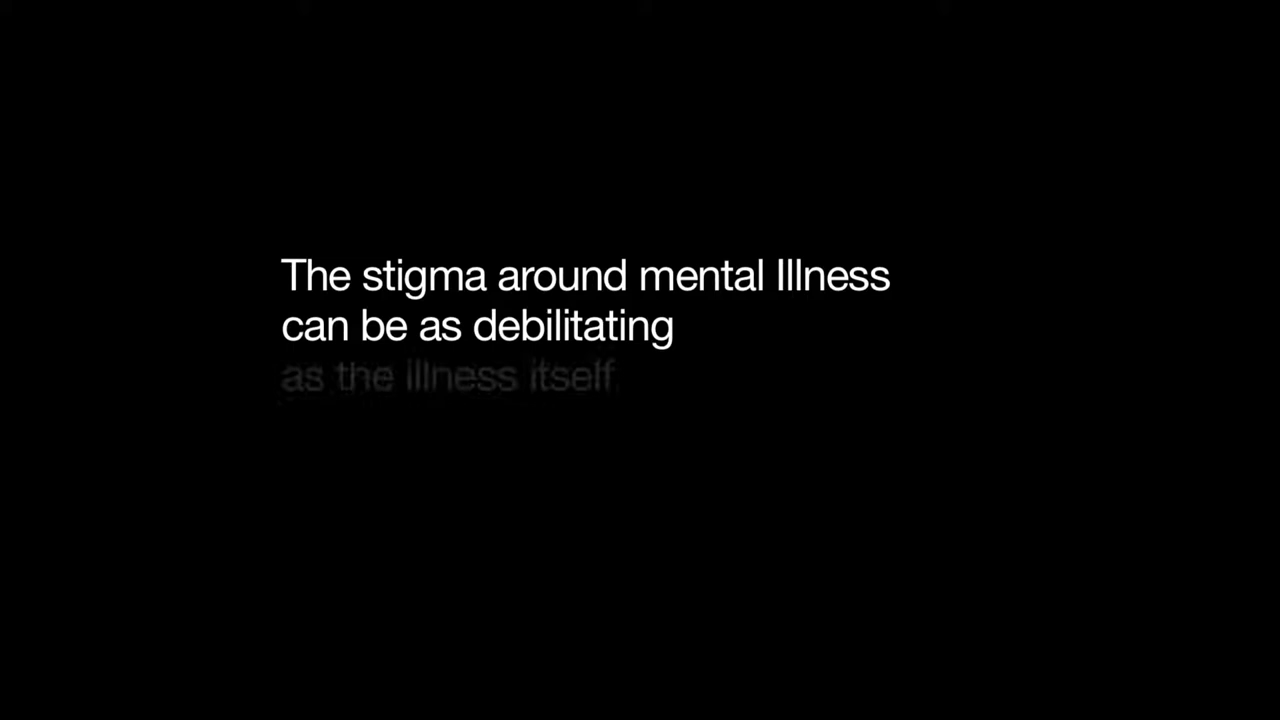 The stigma around mental Illness
can be as debilitating
as the illness itself.